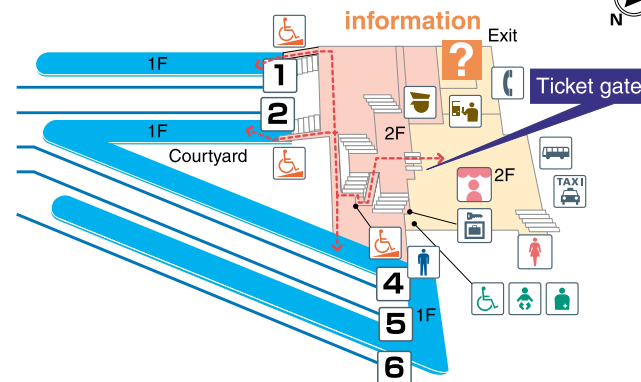 information
Exit
N
?
1F
1
Ticket gate
2
2F
1F
Courtyard
2F
TAXI
4
1F
5
6